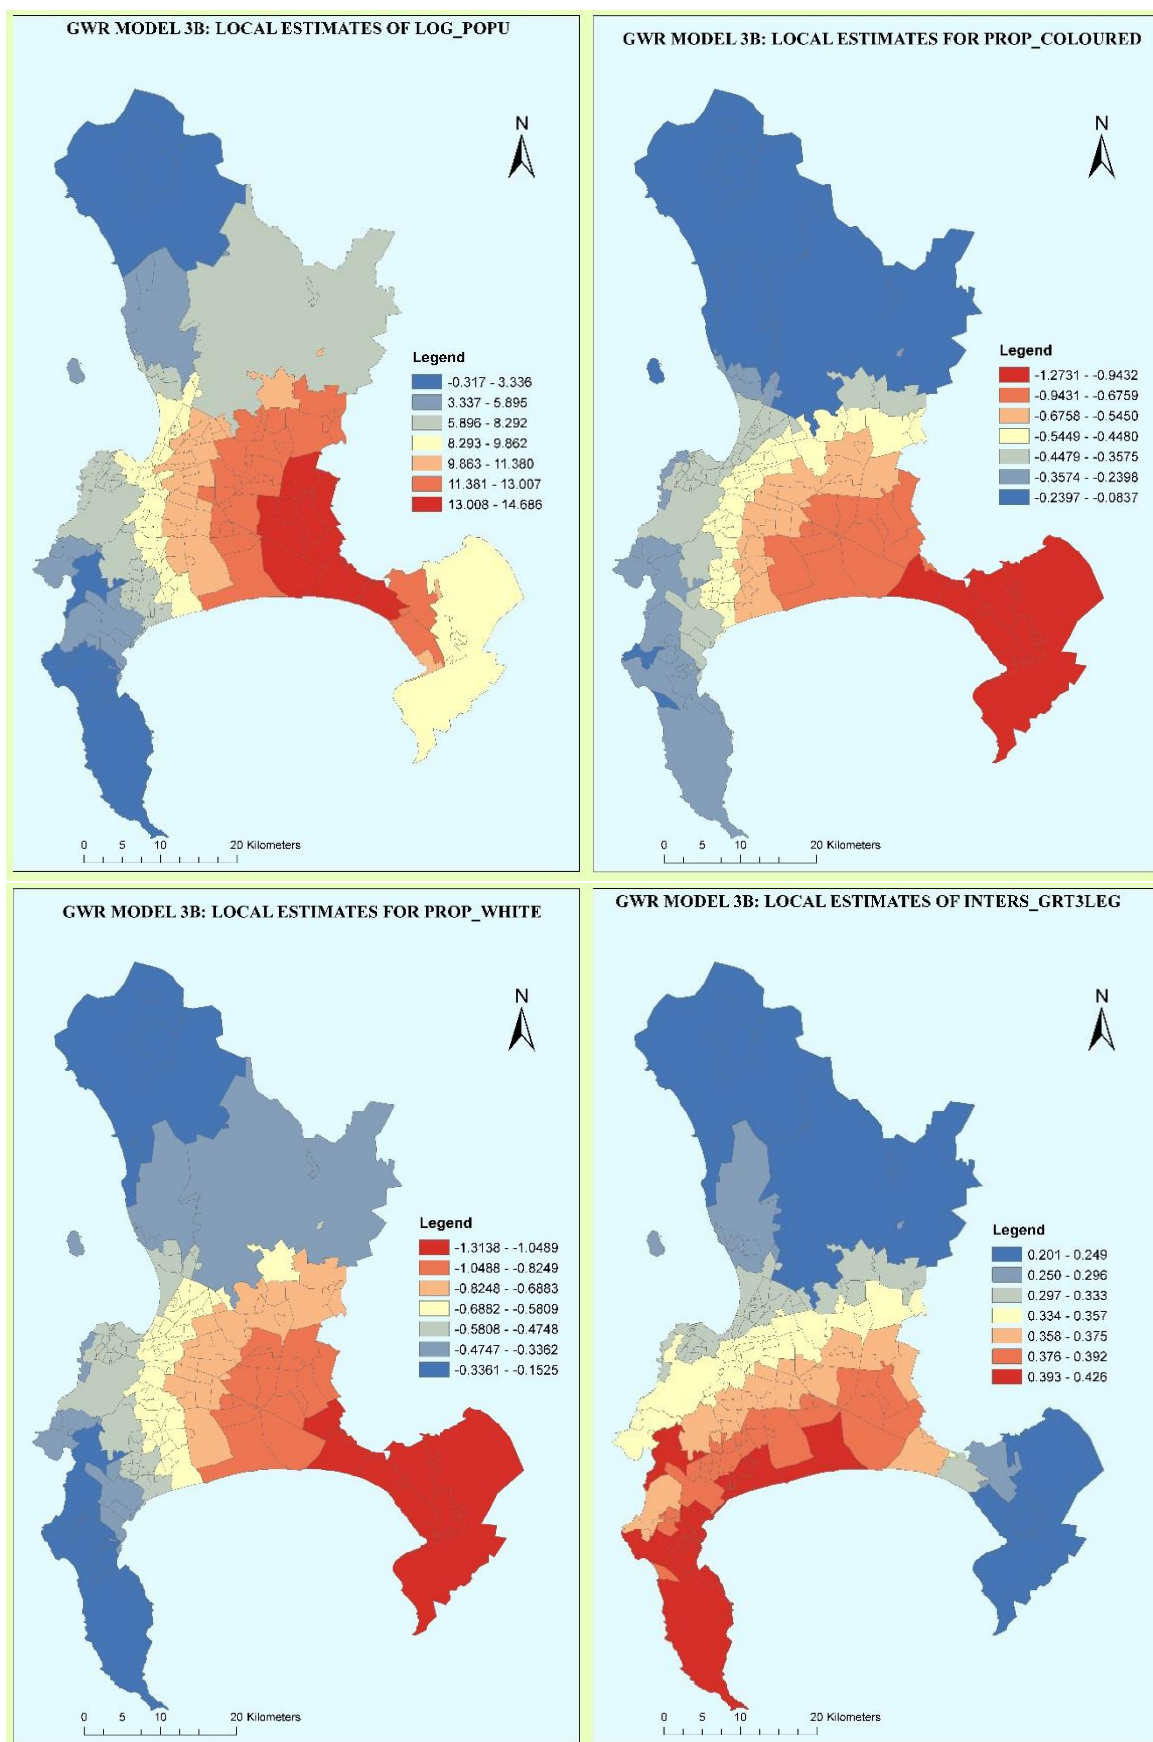 GWR MODEL 3B: LOCAL ESTIMATES OF LOG_POPU
N
Legend
-0.317 - 3.336
3.337 - 5.895
5.896 - 8.292
8.293 - 9.862
9.863 - 11.380
11.381 - 13.007
13.008 - 14.686
0 5 10 20 Kilometers
GWR MODEL 3B: LOCAL ESTIMATES FOR PROP_COLOURED
N
Legend
-1.2731 - -0.9432
-0.9431 - -0.6759
-0.6758 - -0.5450
-0.5449 - -0.4480
-0.4479 - -0.3575
-0.3574 - -0.2398
-0.2397 - -0.0837
0 5 10 20 Kilometers
GWR MODEL 3B: LOCAL ESTIMATES FOR PROP_WHITE
N
Legend
-1.3138 - -1.0489
-1.0488 - -0.8249
-0.8248 - -0.6883
-0.6882 - -0.5809
-0.5808 - -0.4748
-0.4747 - -0.3362
-0.3361 - -0.1525
0 5 10 20 Kilometers
GWR MODEL 3B: LOCAL ESTIMATES OF INTERS_GRT3LEG
N
Legend
0.201 - 0.249
0.250 - 0.296
0.297 - 0.333
0.334 - 0.357
0.358 - 0.375
0.376 - 0.392
0.393 - 0.426
0 5 10 20 Kilometers